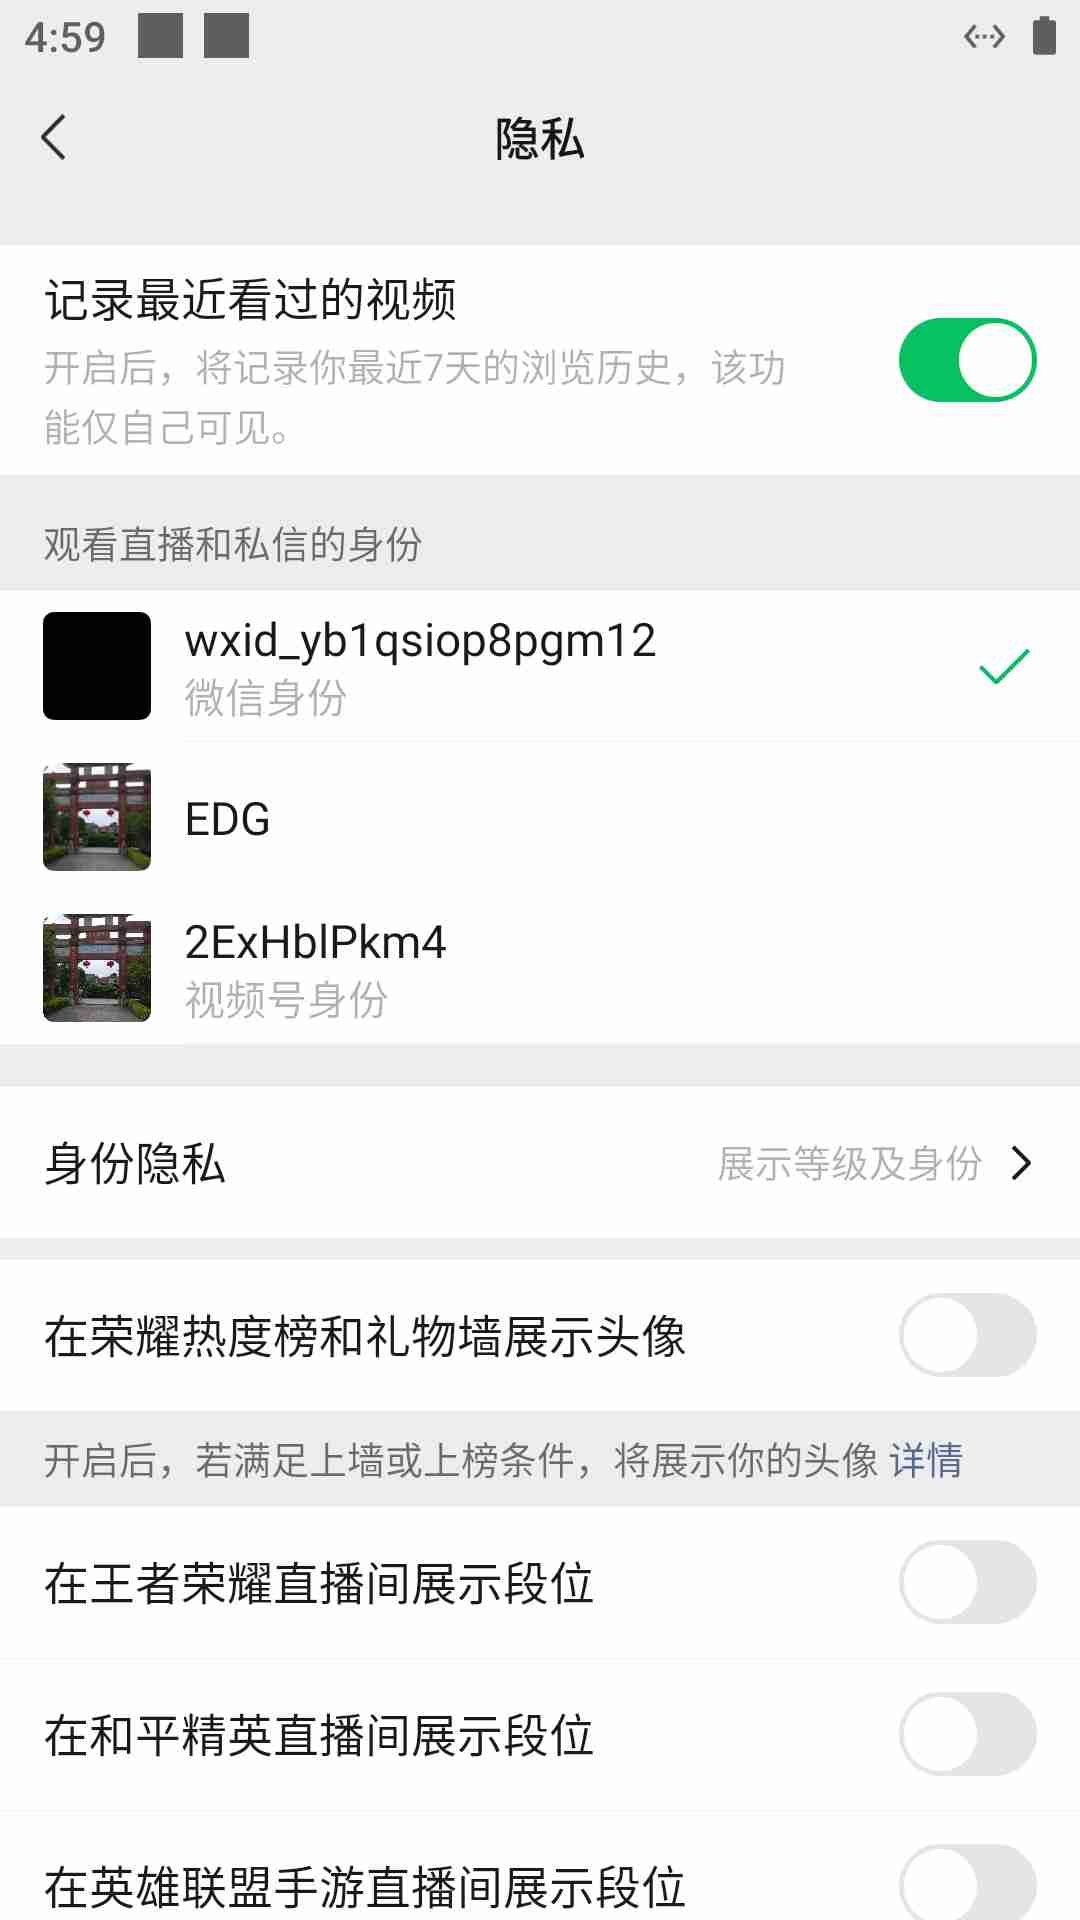 4:59
隐私
记录最近看过的视频
开启后，将记录你最近7天的浏览历史，该功
能仅自己可见。
观看直播和私信的身份
wxid_yb1qsiop8pgm12
微信身份
EDG
2ExHblPkm4
视频号身份
身份隐私
展示等级及身份
在荣耀热度榜和礼物墙展示头像
开启后，若满足上墙或上榜条件，将展示你的头像 详情
在王者荣耀直播间展示段位
在和平精英直播间展示段位
在英雄联盟手游直播间展示段位